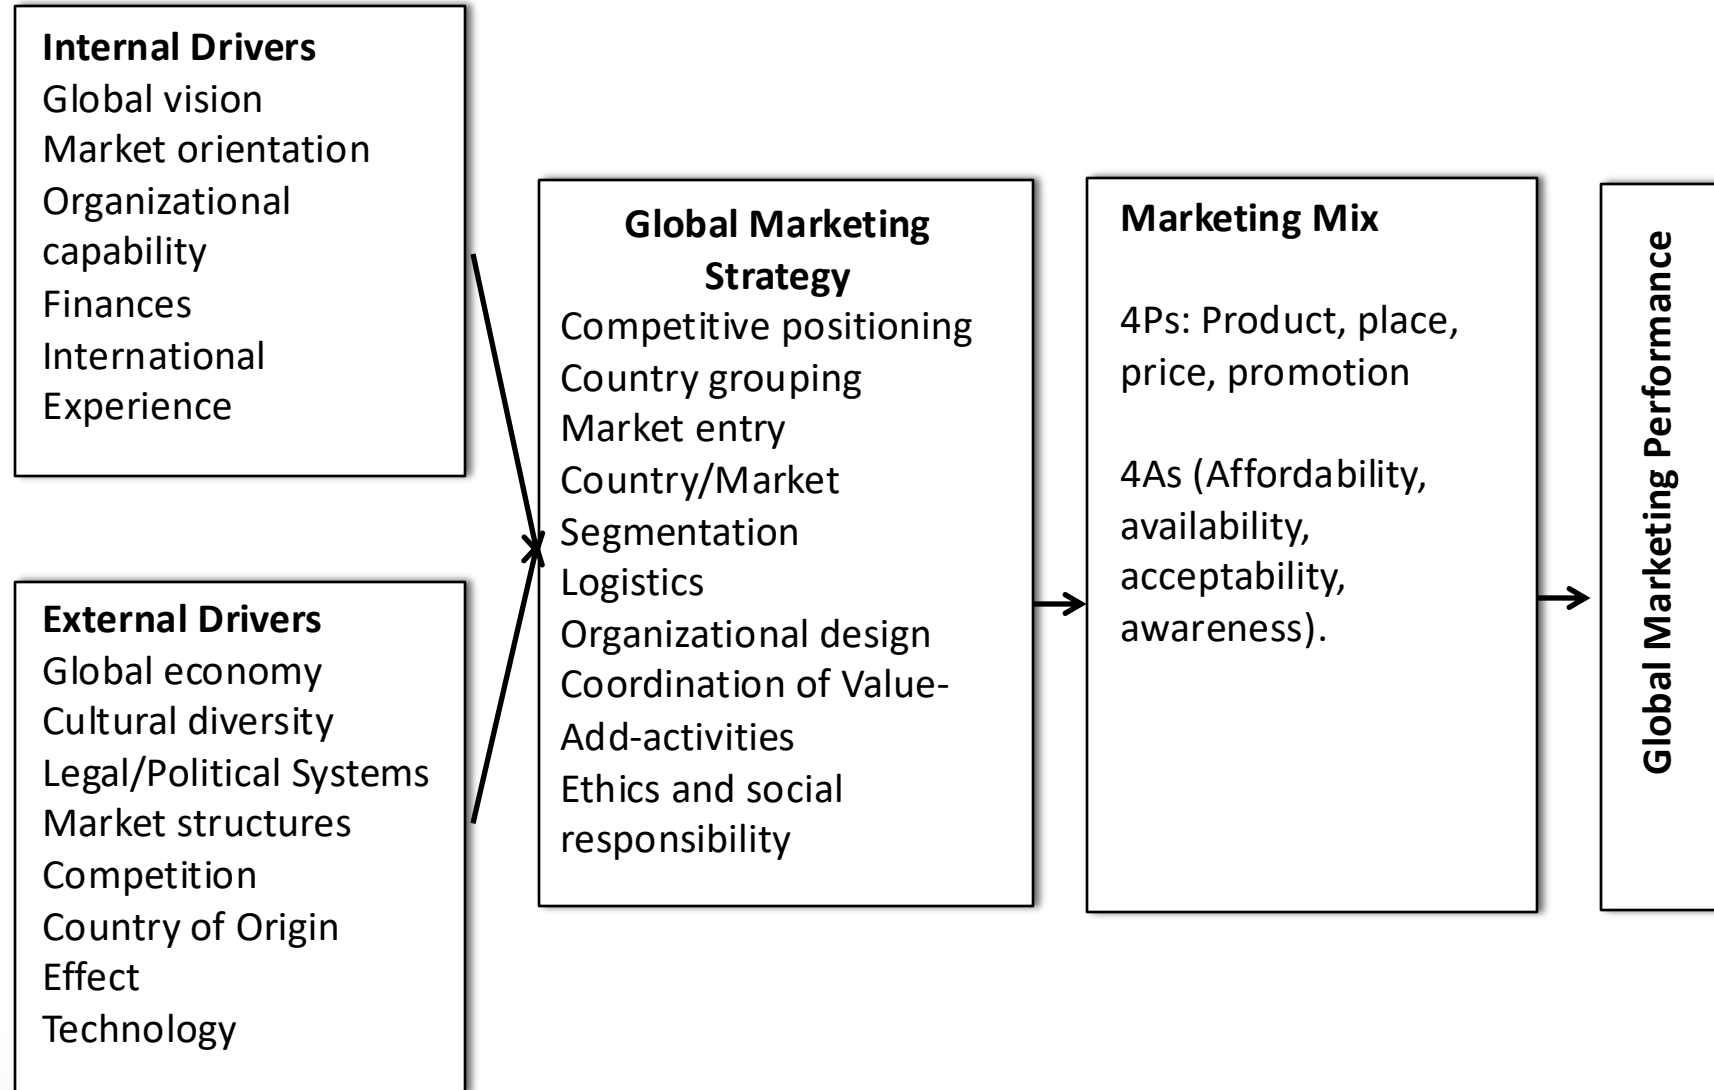 Internal Drivers
Global vision
Market orientation
Organizational
capability
Finances
International
Experience
External Drivers
Global economy
Cultural diversity
Legal/Political Systems
Market structures
Competition
Country of Origin
Effect
Technology
Global Marketing
Strategy
Competitive positioning
Country grouping
Market entry
Country/Market
Segmentation
Logistics
Organizational design
Coordination of Value-
Add-activities
Ethics and social
responsibility
Marketing Mix
4Ps: Product, place,
price, promotion
4As (Affordability,
availability,
acceptability,
awareness).
Global Marketing Performance